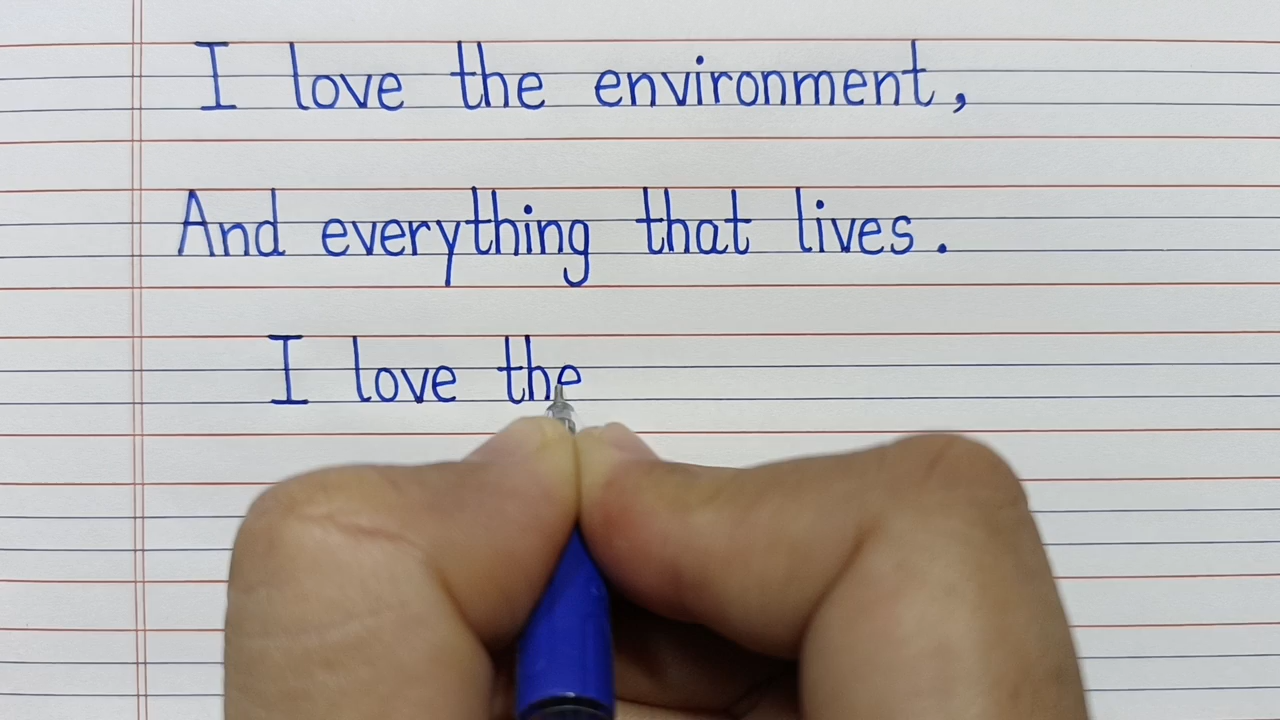 I love the environment,
And everything that lives.
I love the